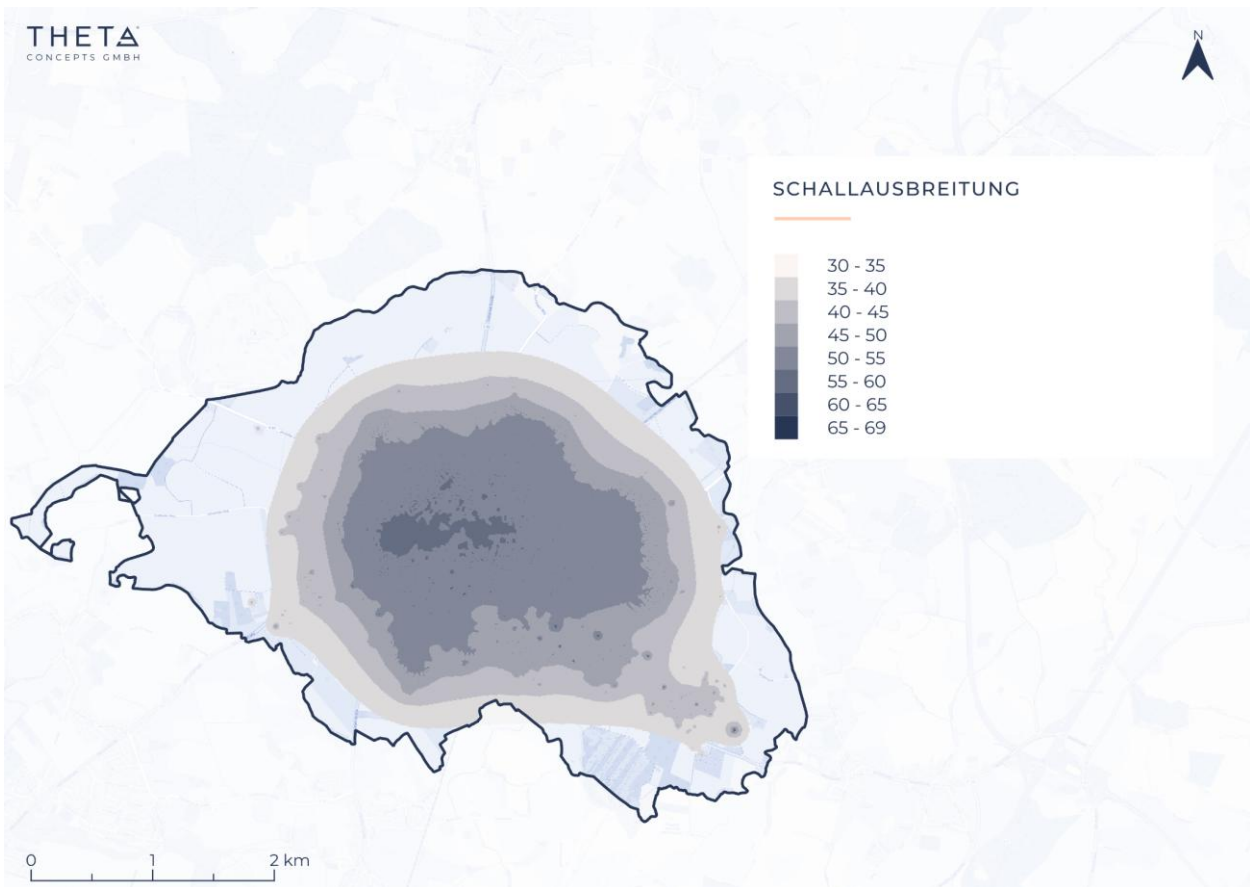 THETA
CONCEPTS GMBH
N
SCHALLAUSBREITUNG
30 - 35
35 - 40
40 - 45
45 - 50
50 - 55
55 - 60
60 - 65
65 - 69
0 1 2 km